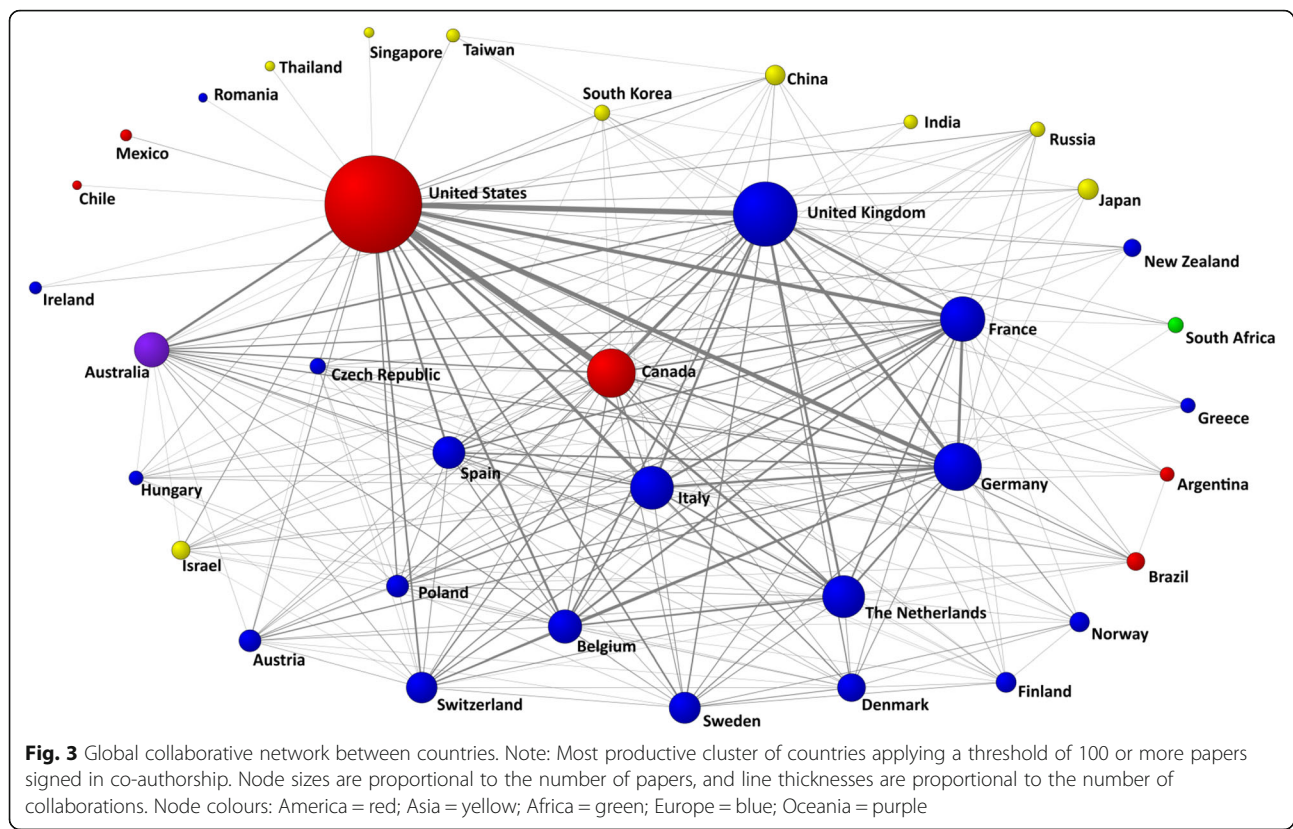 Singapore
Taiwan
Thailand
China
Romania
South Korea
India
Mexico
Russia
Chile
United States
Japan
United Kingdom
New Zealand
Ireland
France
South Africa
Australia
Czech Republic
Canada
Greece
Spain
Hungary
Italy
Germany
Argentina
Israel
Brazil
Poland
The Netherlands
Norway
Belgium
Austria
Switzerland
Denmark
Finland
Sweden
Fig. 3 Global collaborative network between countries. Note: Most productive cluster of countries applying a threshold of 100 or more papers
signed in co-authorship. Node sizes are proportional to the number of papers, and line thicknesses are proportional to the number of
collaborations. Node colours: America = red; Asia = yellow; Africa = green; Europe = blue; Oceania = purple